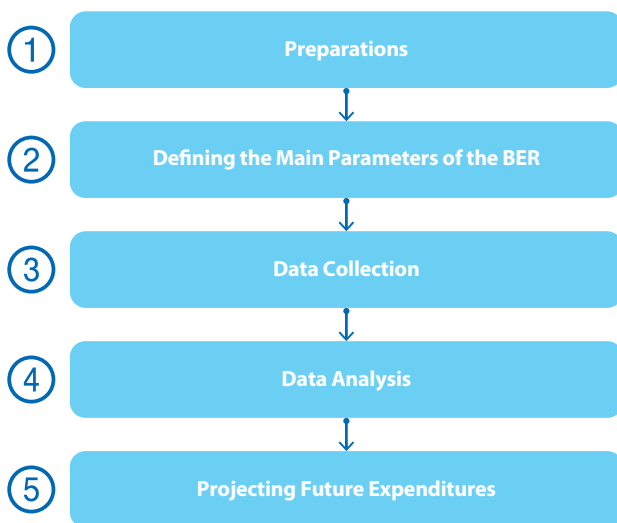 1 Preparations
2 Defining the Main Parameters of the BER
3 Data Collection
4 Data Analysis
5 Projecting Future Expenditures